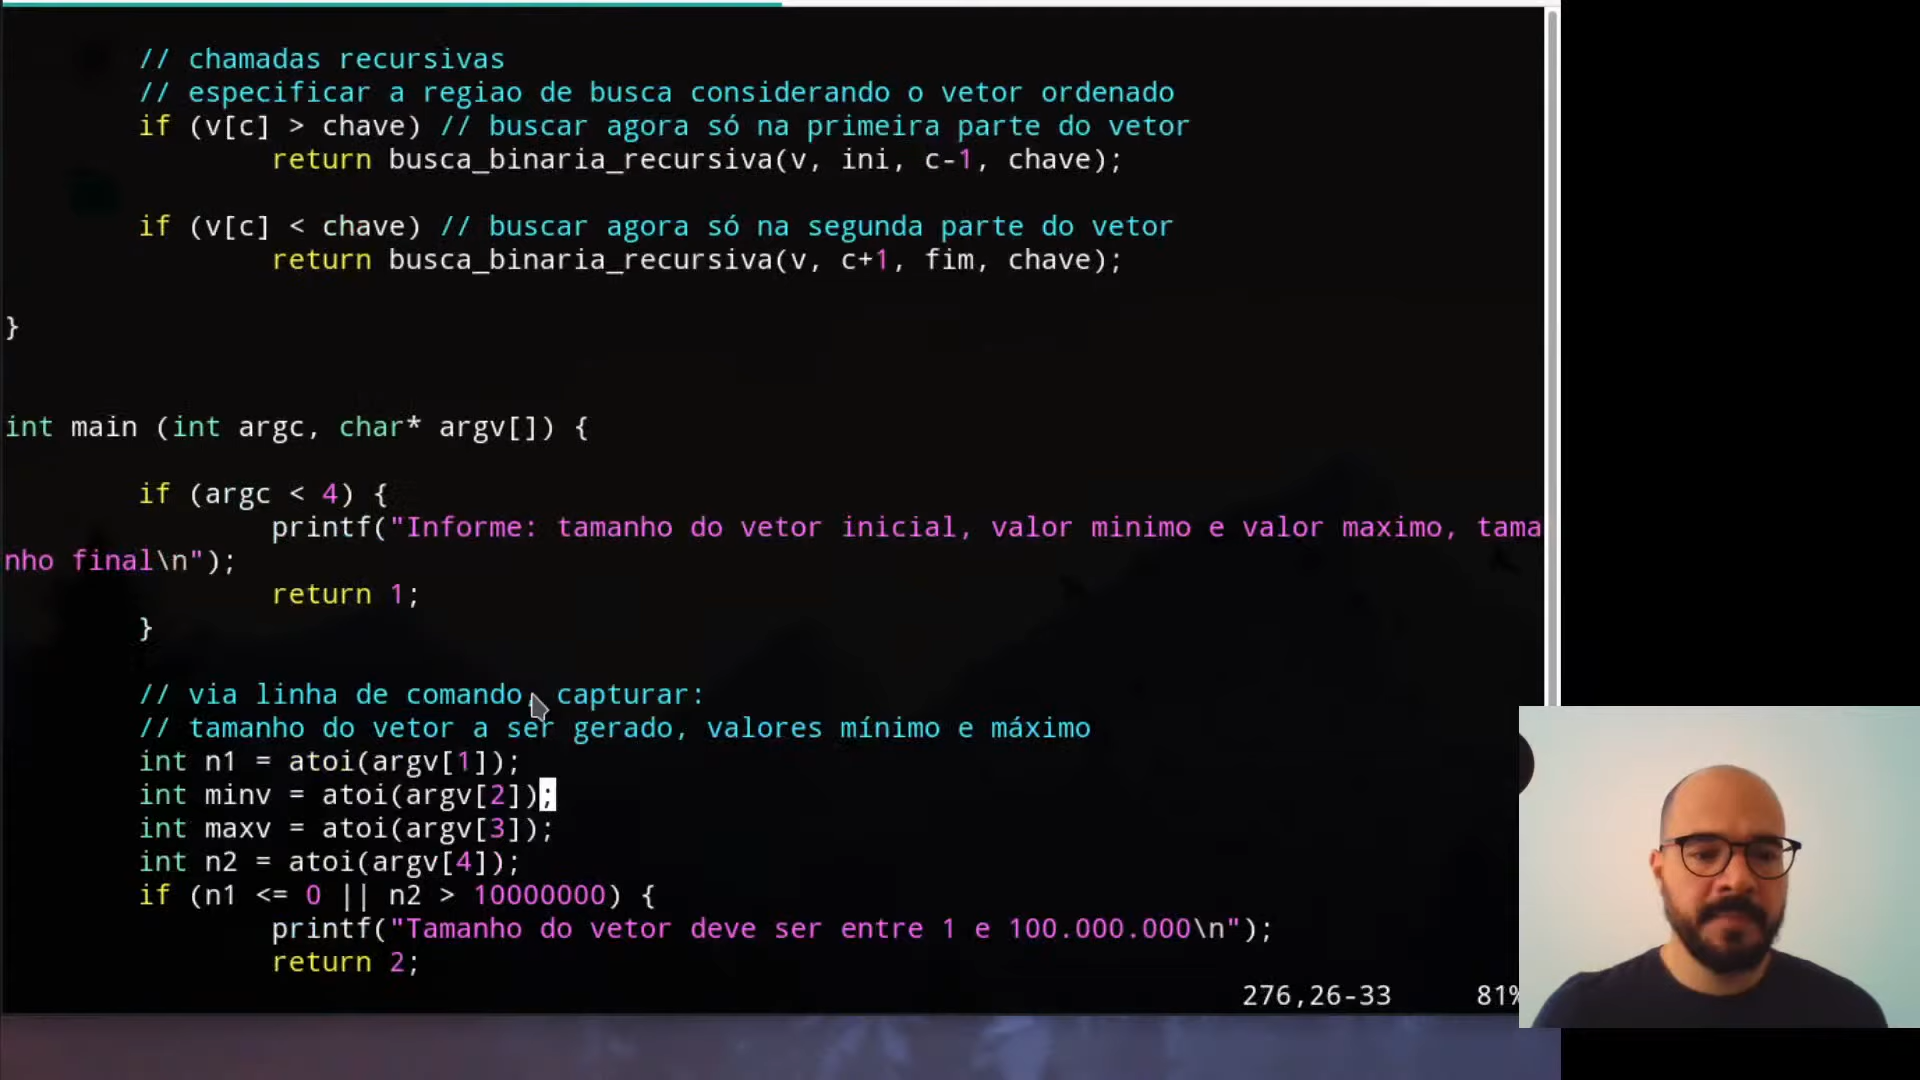 // chamadas recursivas
// especificar a regiao de busca considerando o vetor ordenado
if (v[c] > chave) // buscar agora só na primeira parte do vetor
return busca_binaria_recursiva(v, ini, c-1, chave);
if (v[c] < chave) // buscar agora só na segunda parte do vetor
return busca_binaria_recursiva(v, c+1, fim, chave);
}
int main (int argc, char* argv[]) {
if (argc < 4) {
printf("Informe: tamanho do vetor inicial, valor minimo e valor maximo, tama
nho final\n");
return 1;
}
// via linha de comando, capturar:
// tamanho do vetor a ser gerado, valores mínimo e máximo
int n1 = atoi(argv[1]);
int minv = atoi(argv[2]);
int maxv = atoi(argv[3]);
int n2 = atoi(argv[4]);
if (n1 <= 0 || n2 > 10000000) {
printf("Tamanho do vetor deve ser entre 1 e 100.000.000\n");
return 2;
276,26-33 81%